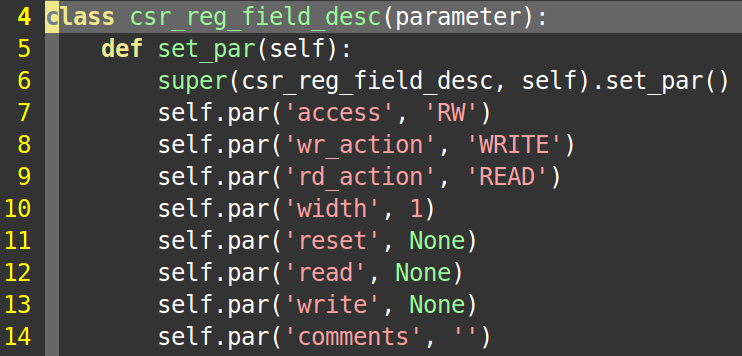 4 class csr_reg_field_desc(parameter):
5     def set_par(self):
6         super(csr_reg_field_desc, self).set_par()
7         self.par('access', 'RW')
8         self.par('wr_action', 'WRITE')
9         self.par('rd_action', 'READ')
10         self.par('width', 1)
11         self.par('reset', None)
12         self.par('read', None)
13         self.par('write', None)
14         self.par('comments', '')